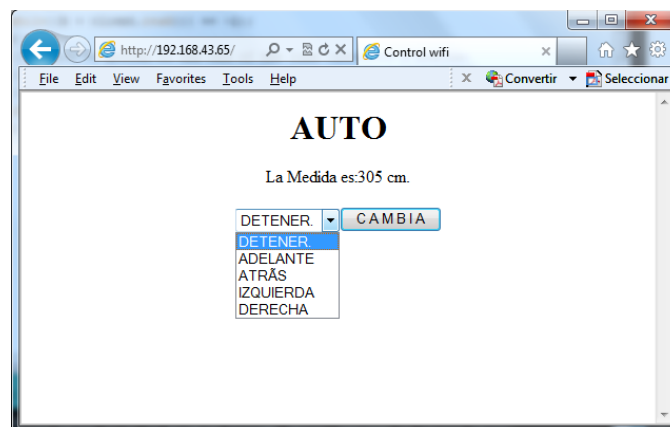 http://192.168.43.65/ Control wifi
File Edit View Favorites Tools Help x Convertir Seleccionar
AUTO
La Medida es:305 cm.
DETENER. CAMBIA
DETENER.
ADELANTE
ATRÃS
IZQUIERDA
DERECHA